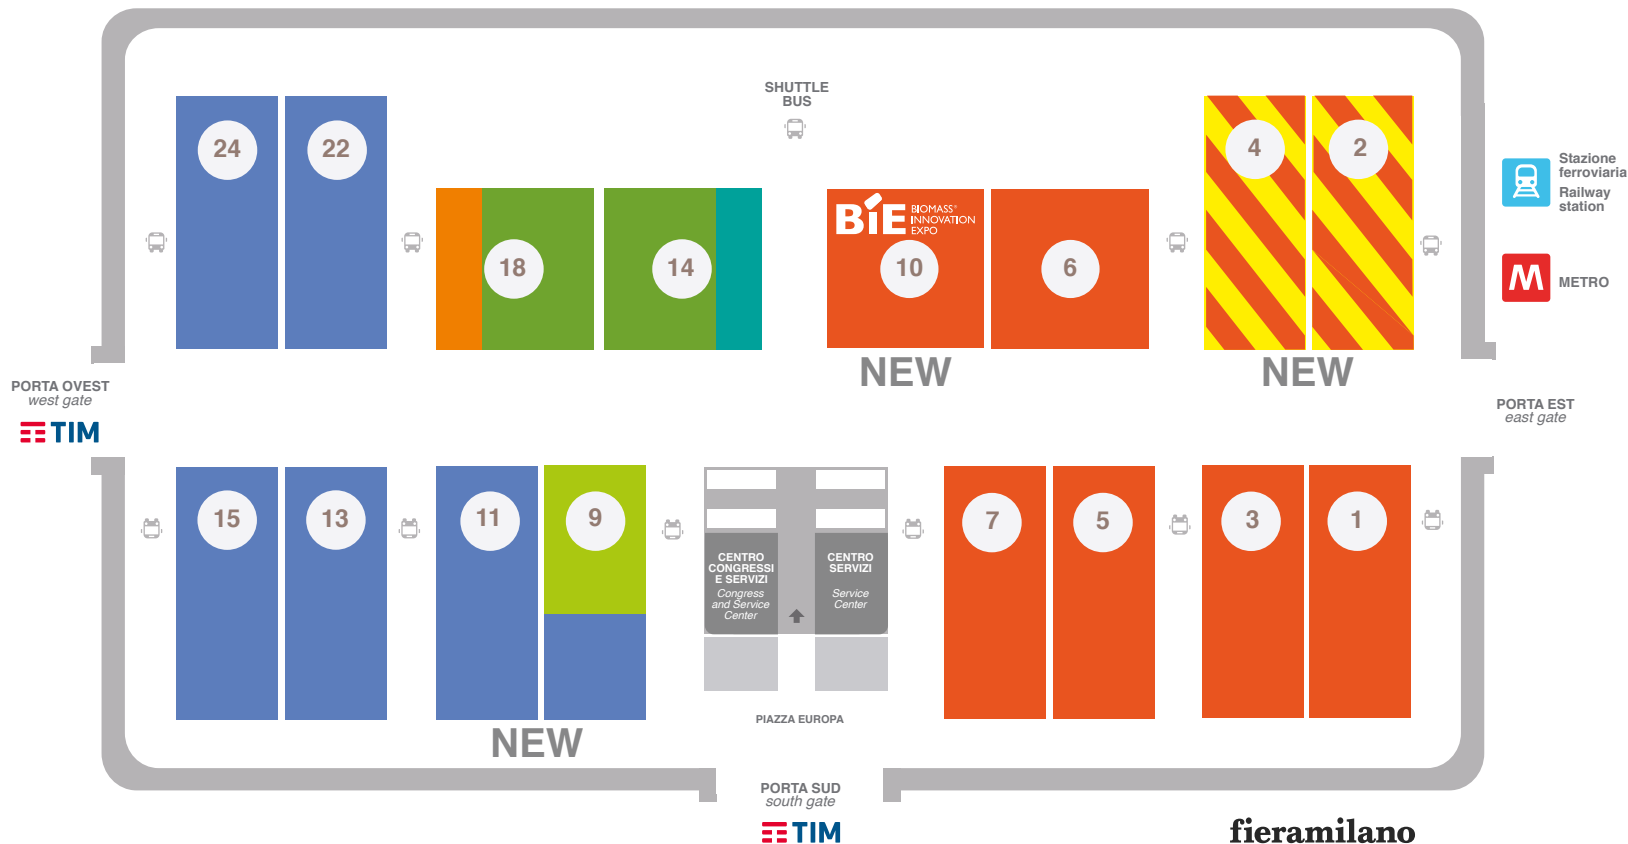 SHUTTLE
BUS
24
22
18
14
BIE
BIOMASS*
INNOVATION
EXPO
10
6
4
2
Stazione
ferroviaria
Railway
station
M
METRO
NEW
NEW
PORTA OVEST
west gate
TIM
PORTA EST
east gate
15
13
11
9
7
5
3
1
CENTRO
CONGRESSI
E SERVIZI
Congress
and Service
Center
CENTRO
SERVIZI
Service
Center
PIAZZA EUROPA
NEW
PORTA SUD
south gate
TIM
fieramilano